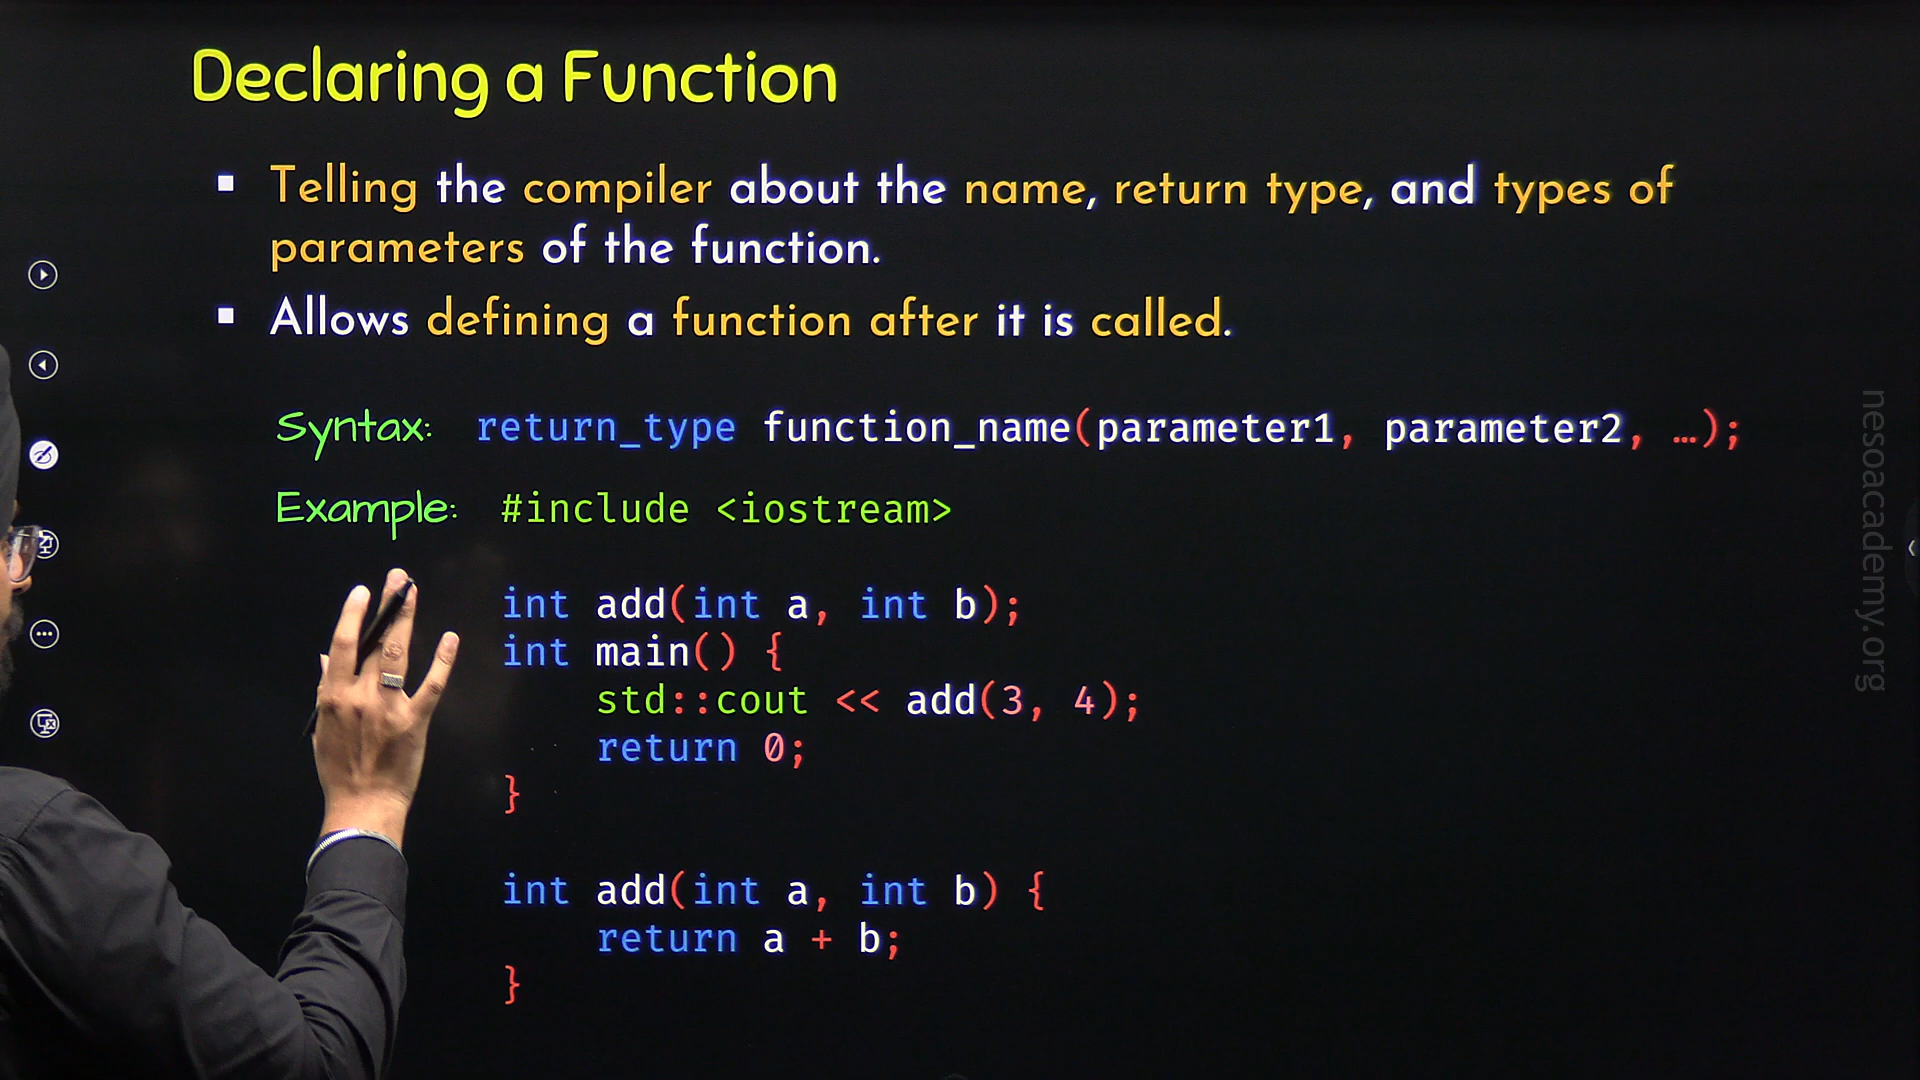 Declaring a Function
▪ Telling the compiler about the name, return type, and types of
parameters of the function.
▪ Allows defining a function after it is called.
Syntax: return_type function_name(parameter1, parameter2, …);
Example: #include <iostream>
int add(int a, int b);
int main() {
    std::cout << add(3, 4);
    return 0;
}
int add(int a, int b) {
    return a + b;
}
nesoacademy.org